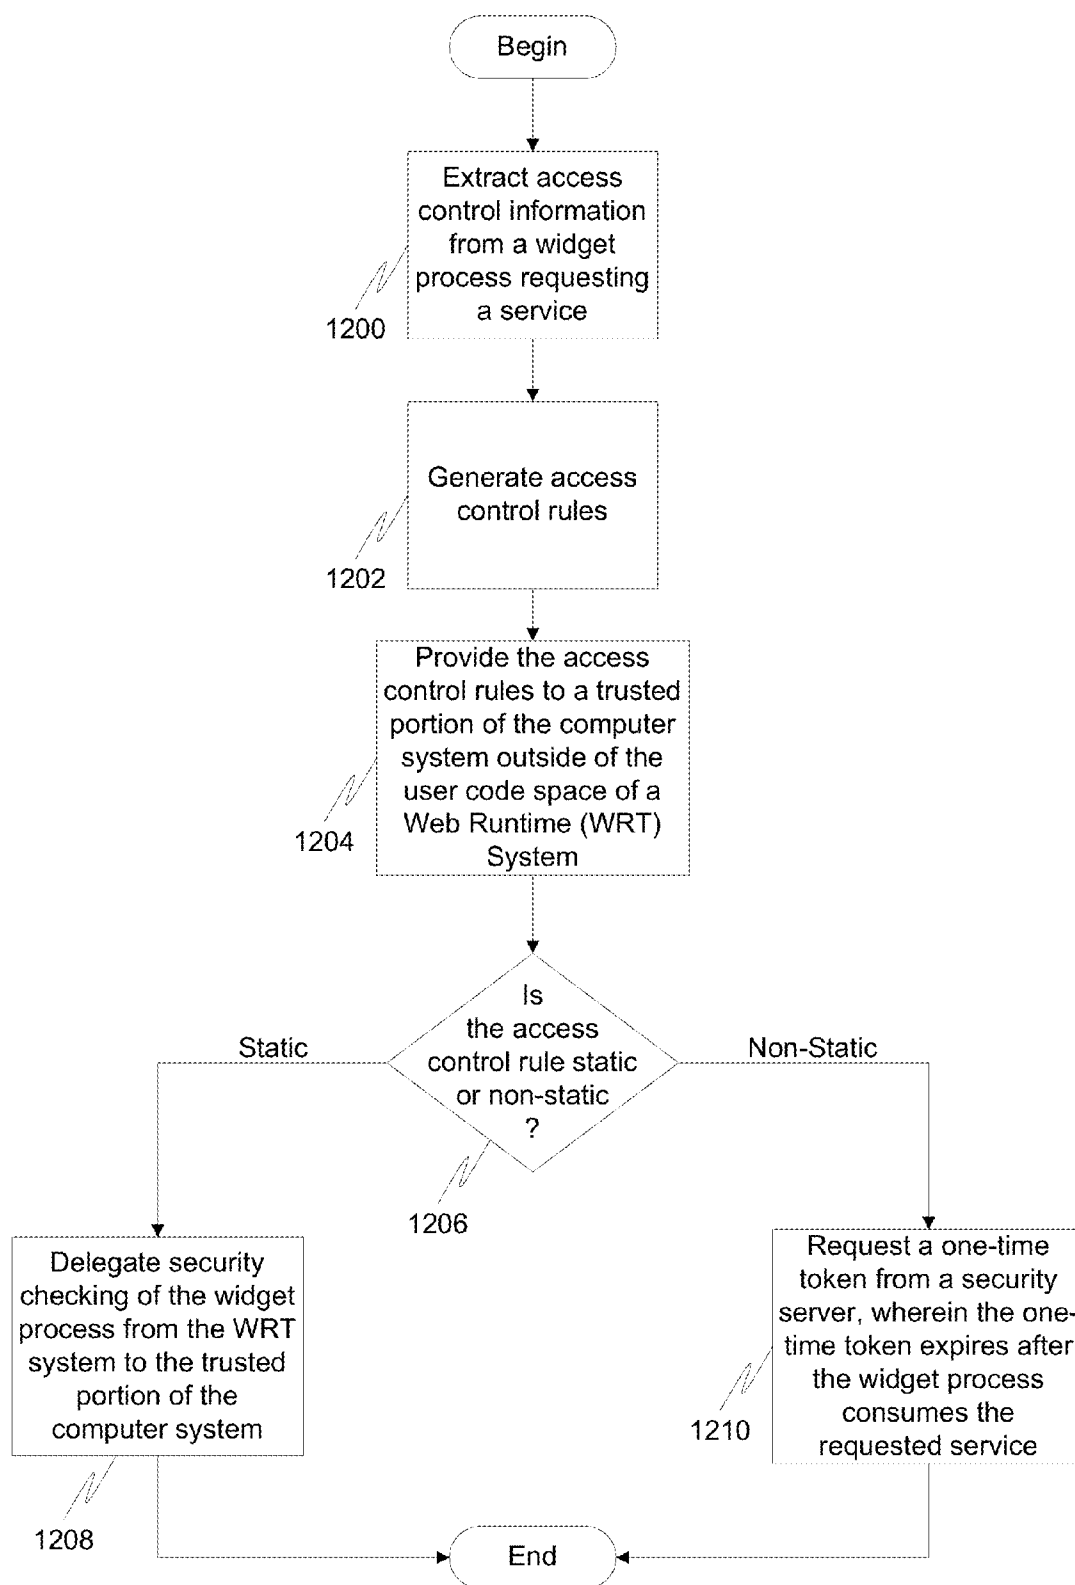 Begin
Extract access
control information
from a widget
process requesting
a service
1200
Generate access
control rules
1202
Provide the access
control rules to a trusted
portion of the computer
system outside of the
user code space of a
Web Runtime (WRT)
System
1204
Is
the access
control rule static
or non-static
?
Static
Non-Static
1206
Delegate security
checking of the widget
process from the WRT
system to the trusted
portion of the
computer system
1208
Request a one-time
token from a security
server, wherein the one-
time token expires after
the widget process
consumes the
requested service
1210
End